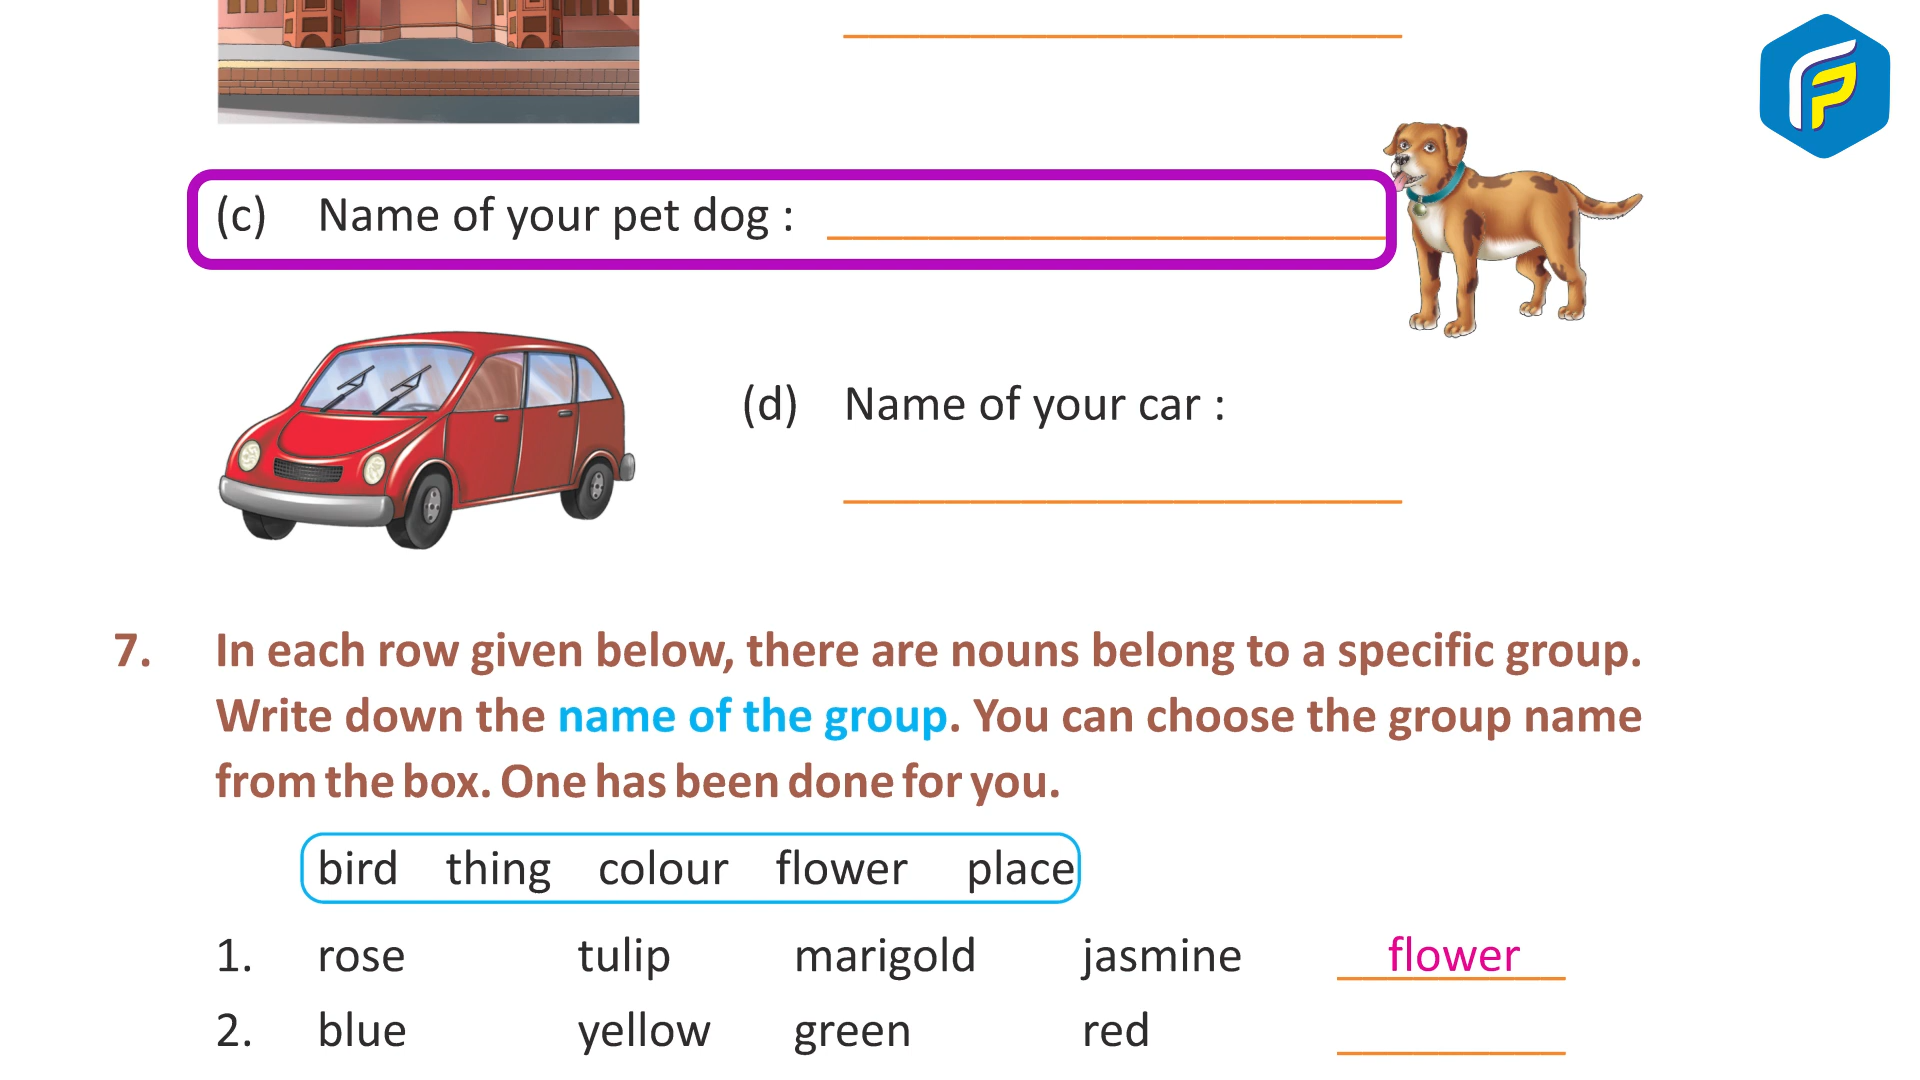 (c) Name of your pet dog : ______________________
(d) Name of your car :
______________________
7. In each row given below, there are nouns belong to a specific group.
Write down the name of the group. You can choose the group name
from the box. One has been done for you.
bird thing colour flower place
1. rose tulip marigold jasmine flower
2. blue yellow green red _________